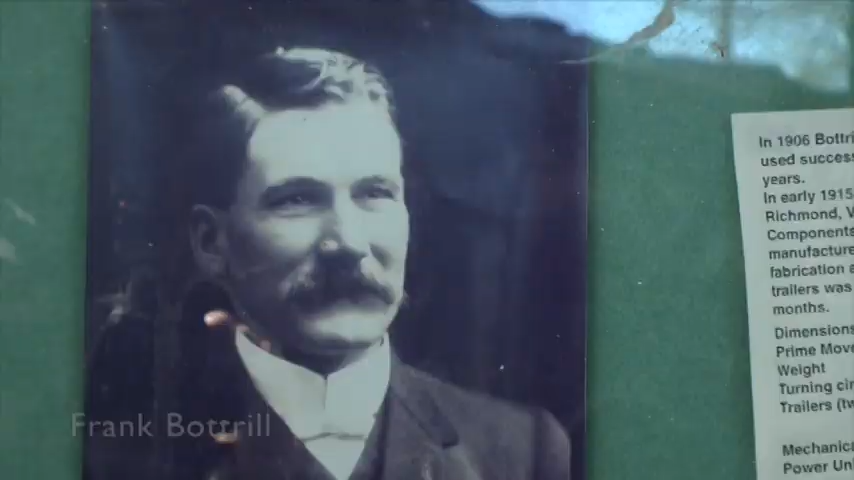 In 1906 Bottri
used success
years.
In early 1915
Richmond, V
Components
manufacture
fabrication a
trailers was
months.
Dimensions
Prime Move
Weight
Turning cir
Trailers (tw
Mechanica
Power Uni
Frank Bottrill